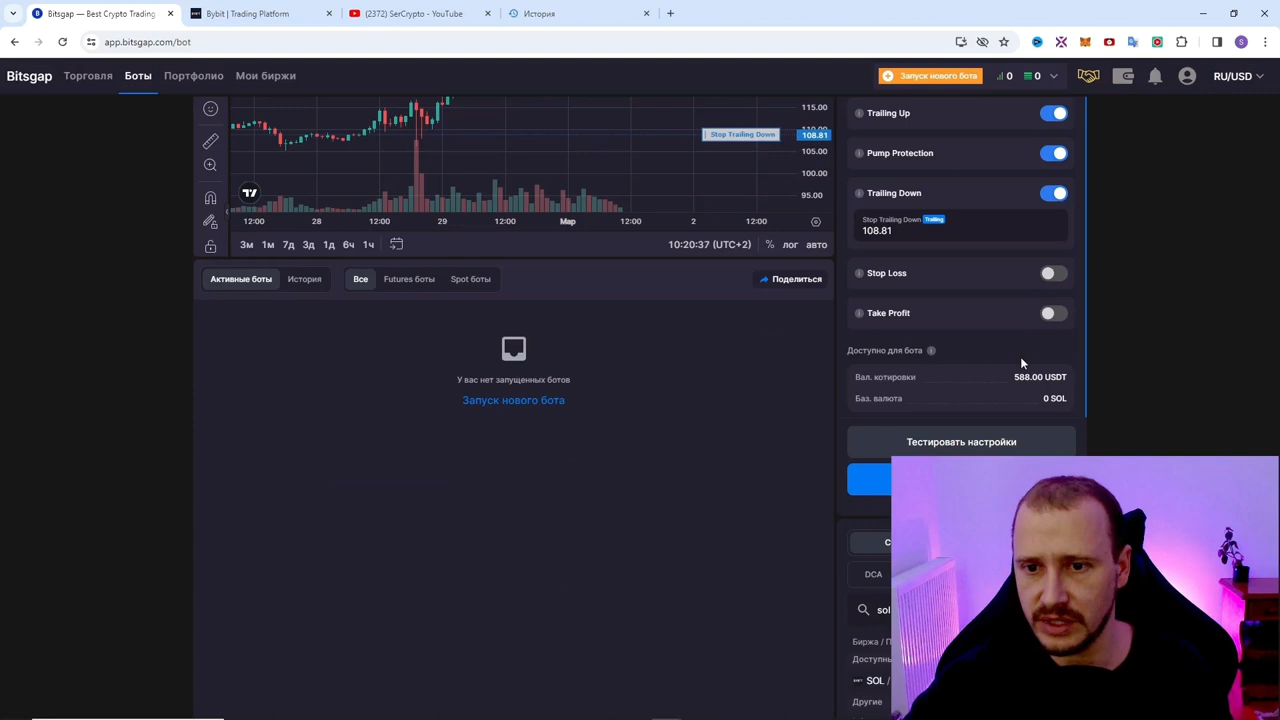 Bitsgap — Best Crypto Trading
Bybit | Trading Platform
(2372) SerCrypto - YouTube
История
app.bitsgap.com/bot
Bitsgap
Торговля
Боты
Портфолио
Мои биржи
Запуск нового бота
0
0
RU/USD
115.00
110.00
Stop Trailing Down
108.81
105.00
100.00
95.00
12:00
28
12:00
29
12:00
Мар
12:00
2
12:00
3м
1м
7д
3д
1д
6ч
1ч
10:20:37 (UTC+2)
%
лог
авто
Активные боты
История
Все
Futures боты
Spot боты
Поделиться
У вас нет запущенных ботов
Запуск нового бота
Trailing Up
Pump Protection
Trailing Down
Stop Trailing Down Trailing
108.81
Stop Loss
Take Profit
Доступно для бота
Вал. котировки 588.00 USDT
Баз. валюта 0 SOL
Тестировать настройки
DCA
sol
Биржа / П
SOL /
Другие